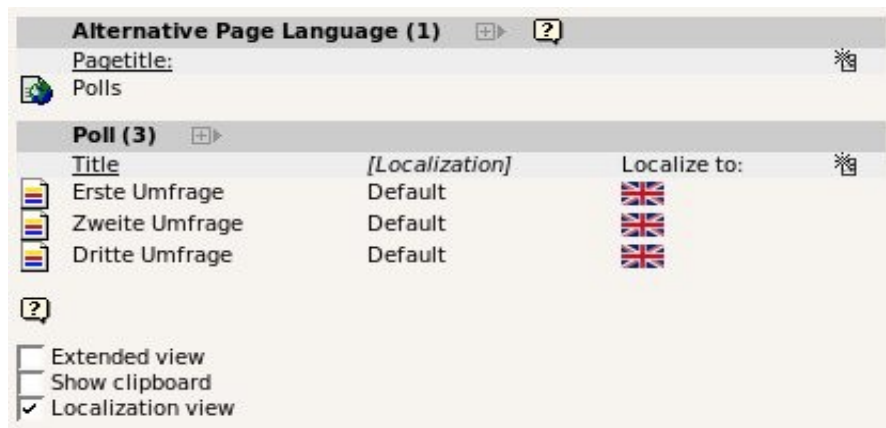 Alternative Page Language (1)
Pagetitle:
Polls
Poll (3)
Title [Localization] Localize to:
Erste Umfrage Default
Zweite Umfrage Default
Dritte Umfrage Default
Extended view
Show clipboard
Localization view